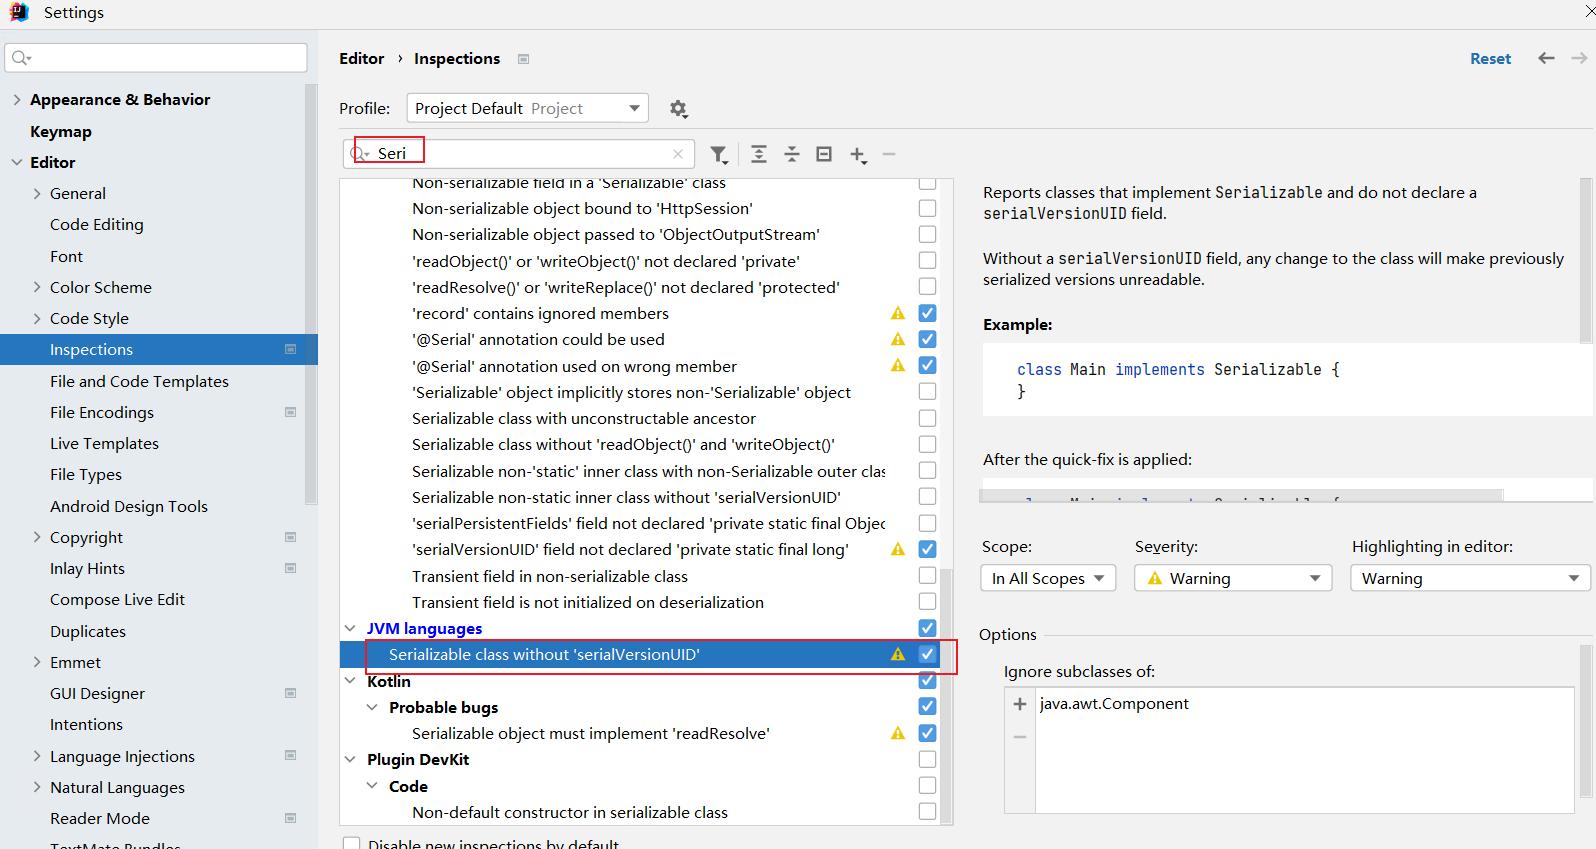 Settings
Editor › Inspections
Reset
Appearance & Behavior
Keymap
Editor
General
Code Editing
Font
Color Scheme
Code Style
Inspections
File and Code Templates
File Encodings
Live Templates
File Types
Android Design Tools
Copyright
Inlay Hints
Compose Live Edit
Duplicates
Emmet
GUI Designer
Intentions
Language Injections
Natural Languages
Reader Mode
TextMate Bundles
Profile: Project Default Project
Seri
Non-serializable field in a 'Serializable' class
Non-serializable object bound to 'HttpSession'
Non-serializable object passed to 'ObjectOutputStream'
'readObject()' or 'writeObject()' not declared 'private'
'readResolve()' or 'writeReplace()' not declared 'protected'
'record' contains ignored members
'@Serial' annotation could be used
'@Serial' annotation used on wrong member
'Serializable' object implicitly stores non-'Serializable' object
Serializable class with unconstructable ancestor
Serializable class without 'readObject()' and 'writeObject()'
Serializable non-'static' inner class with non-Serializable outer clas
Serializable non-static inner class without 'serialVersionUID'
'serialPersistentFields' field not declared 'private static final Objec
'serialVersionUID' field not declared 'private static final long'
Transient field in non-serializable class
Transient field is not initialized on deserialization
JVM languages
Serializable class without 'serialVersionUID'
Kotlin
Probable bugs
Serializable object must implement 'readResolve'
Plugin DevKit
Code
Non-default constructor in serializable class
Disable new inspections by default
Reports classes that implement Serializable and do not declare a
serialVersionUID field.
Without a serialVersionUID field, any change to the class will make previously
serialized versions unreadable.
Example:
class Main implements Serializable {
}
After the quick-fix is applied:
class Main implements Serializable {
Scope: Severity: Highlighting in editor:
In All Scopes Warning Warning
Options
Ignore subclasses of:
java.awt.Component